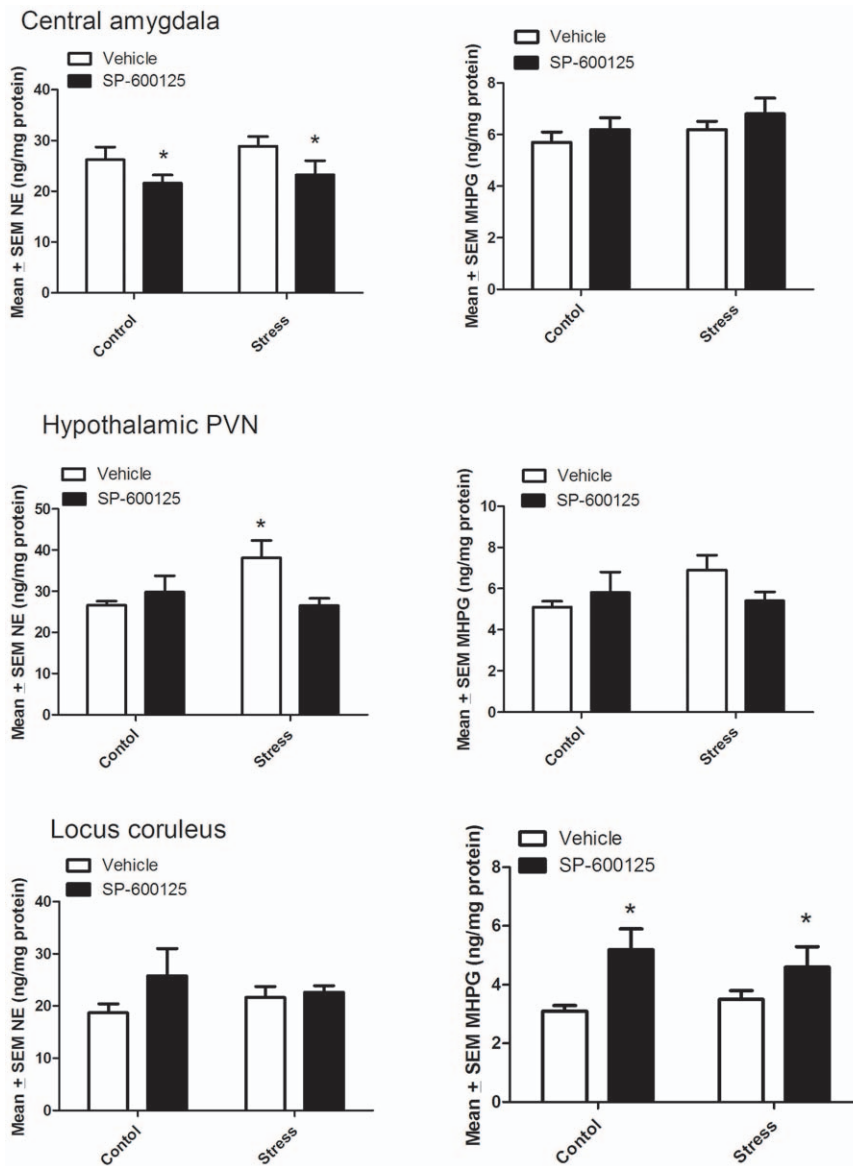 Central amygdala
Vehicle
SP-600125
Mean ± SEM NE (ng/mg protein)
40
30
20
10
0
*
*
Control
Stress
Vehicle
SP-600125
Mean ± SEM MHPG (ng/mg protein)
8
6
4
2
0
Contol
Stress
Hypothalamic PVN
Vehicle
SP-600125
Mean ± SEM NE (ng/mg protein)
50
40
30
20
10
0
*
Contol
Stress
Vehicle
SP-600125
Mean ± SEM MHPG (ng/mg protein)
10
8
6
4
2
0
Contol
Stress
Locus coruleus
Vehicle
SP-600125
Mean ± SEM NE (ng/mg protein)
40
30
20
10
0
Contol
Stress
Vehicle
SP-600125
Mean ± SEM MHPG (ng/mg protein)
8
6
4
2
0
*
*
Control
Stress